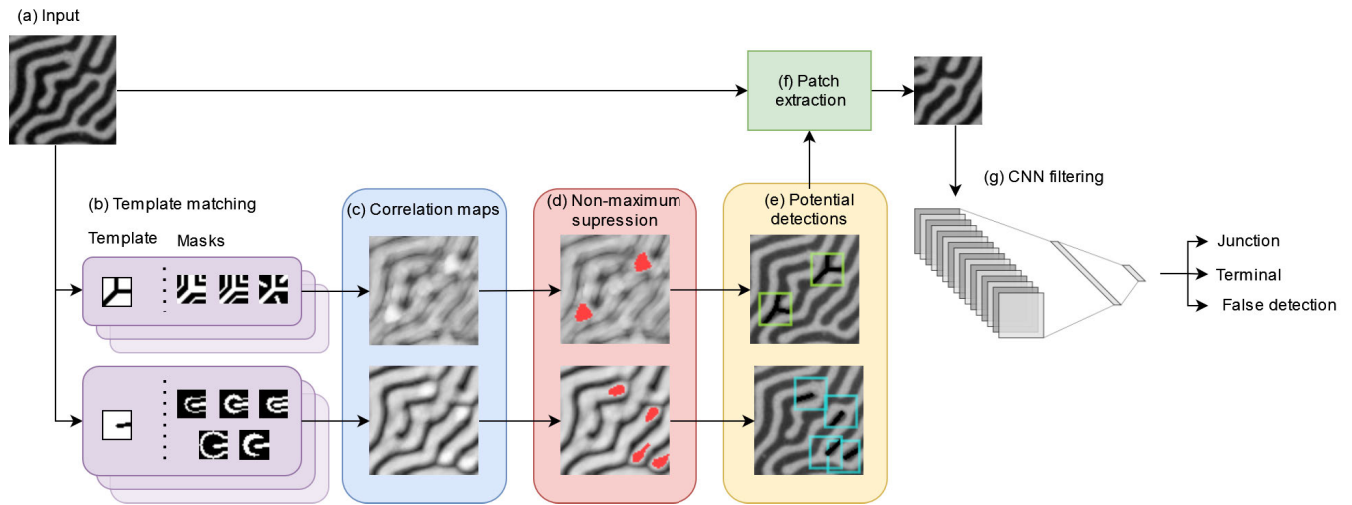 (a) Input
(f) Patch
extraction
(g) CNN filtering
(b) Template matching
Template
Masks
(c) Correlation maps
(d) Non-maximum
supression
(e) Potential
detections
Junction
Terminal
False detection